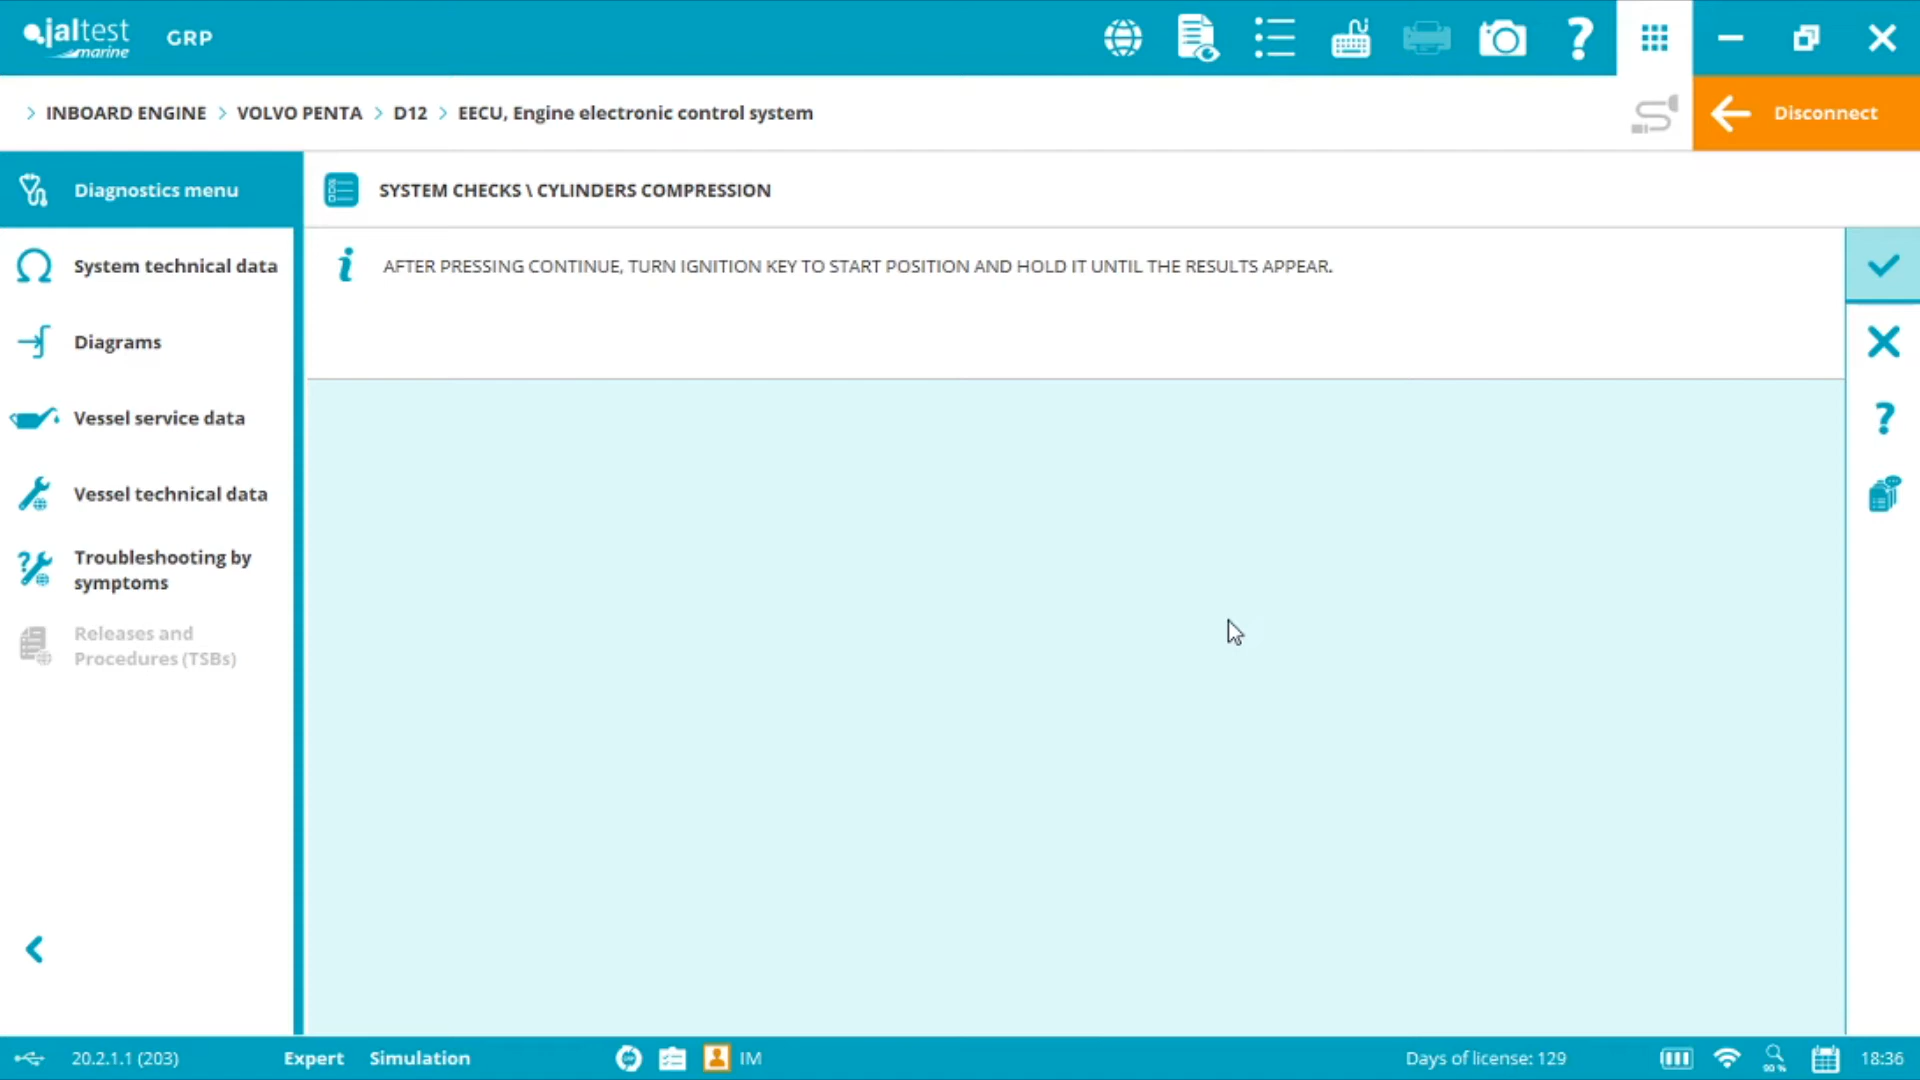 jaltest
marine
GRP
INBOARD ENGINE > VOLVO PENTA > D12 > EECU, Engine electronic control system
Disconnect
Diagnostics menu
SYSTEM CHECKS \ CYLINDERS COMPRESSION
System technical data
AFTER PRESSING CONTINUE, TURN IGNITION KEY TO START POSITION AND HOLD IT UNTIL THE RESULTS APPEAR.
Diagrams
Vessel service data
Vessel technical data
Troubleshooting by
symptoms
Releases and
Procedures (TSBs)
20.2.1.1 (203)
Expert
Simulation
IM
Days of license: 129
90 %
18:36